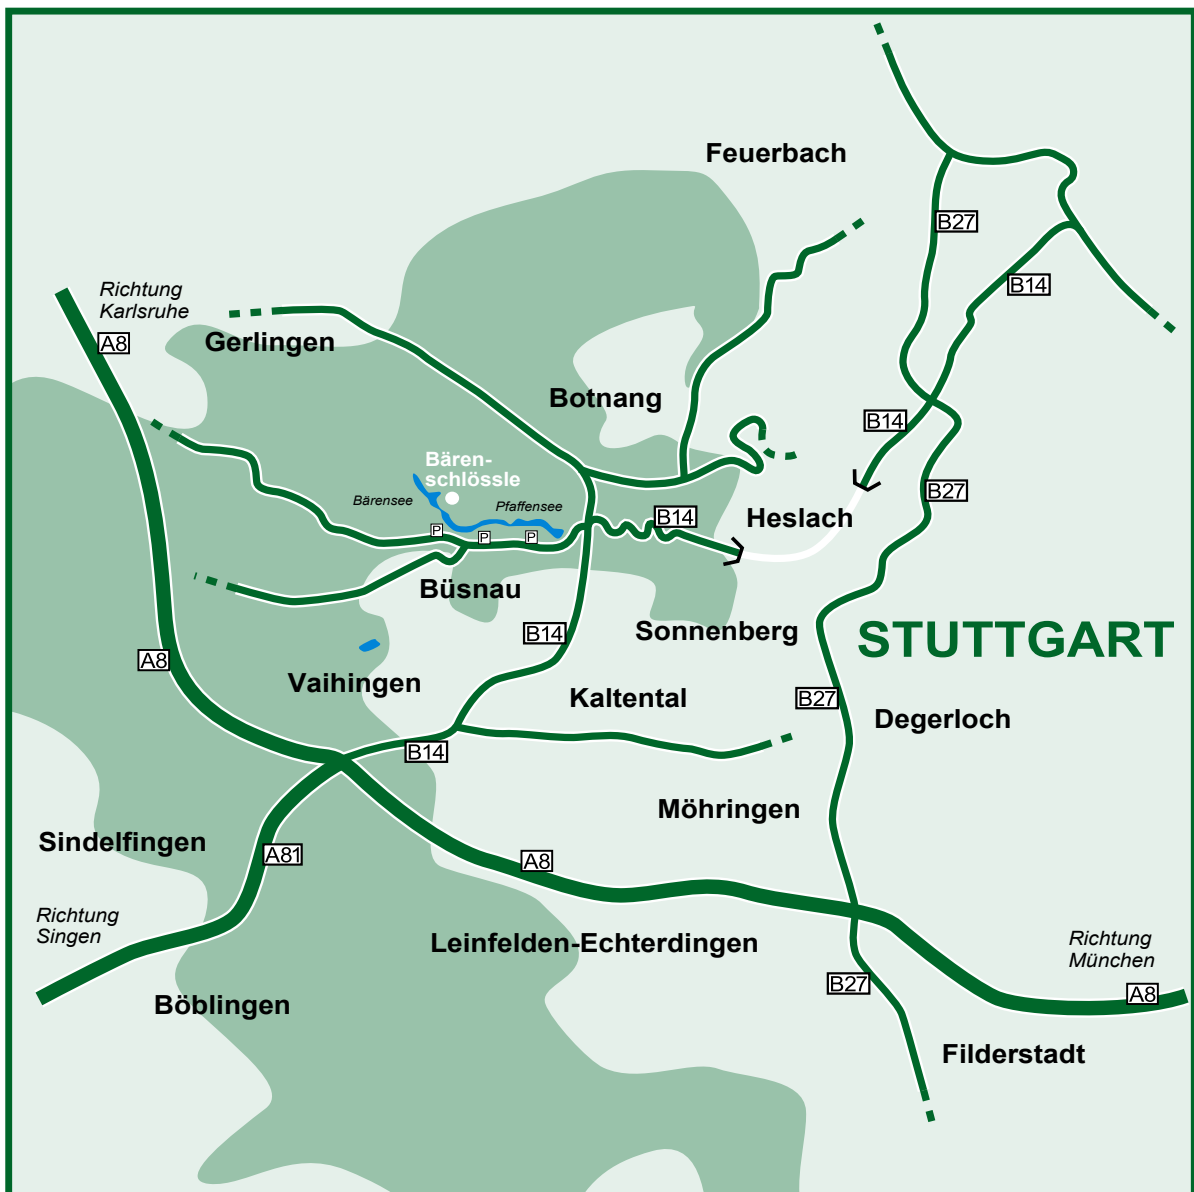 Feuerbach
B27
B14
Richtung
Karlsruhe
A8
Gerlingen
Botnang
B14
Bären-
schlössle
Bärensee
Pfaffensee
B27
B14
Heslach
P
P
P
Büsnau
B14
Sonnenberg
STUTTGART
A8
Vaihingen
Kaltental
B27
Degerloch
B14
Möhringen
Sindelfingen
A81
A8
Richtung
Singen
Leinfelden-Echterdingen
Richtung
München
B27
A8
Böblingen
Filderstadt